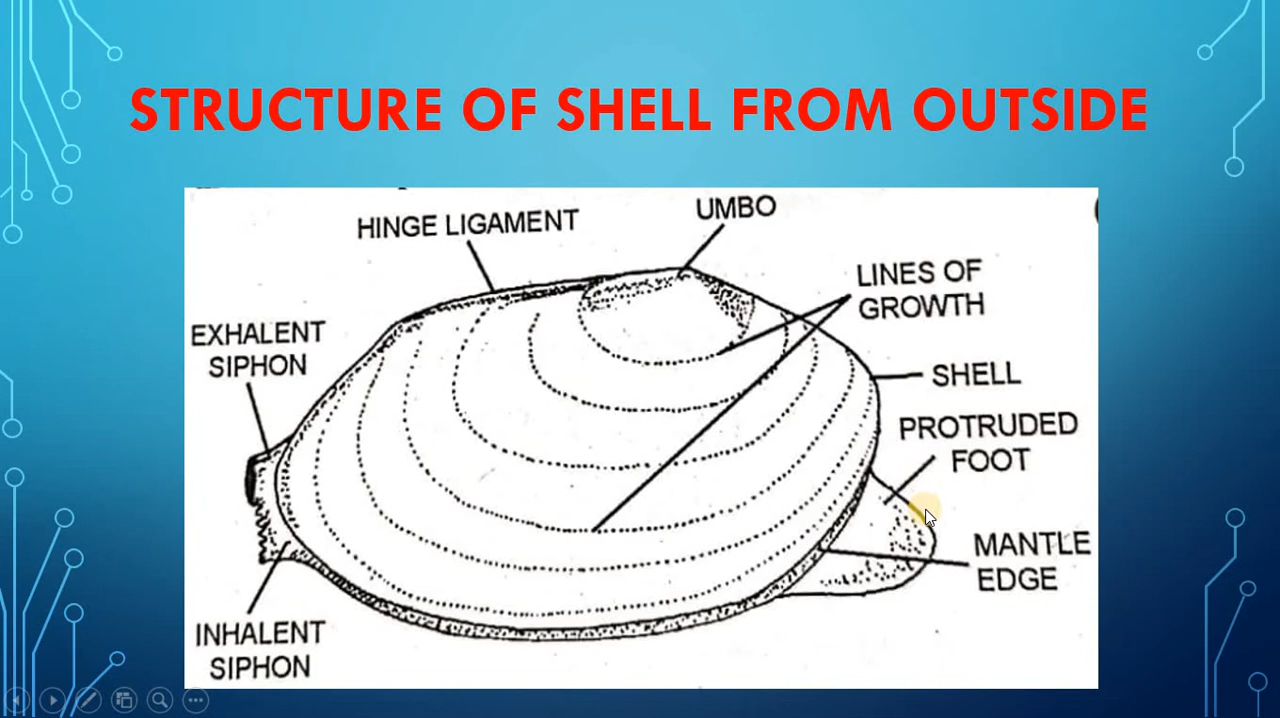 STRUCTURE OF SHELL FROM OUTSIDE
HINGE LIGAMENT
UMBO
LINES OF
GROWTH
EXHALENT
SIPHON
SHELL
PROTRUDED
FOOT
MANTLE
EDGE
INHALENT
SIPHON